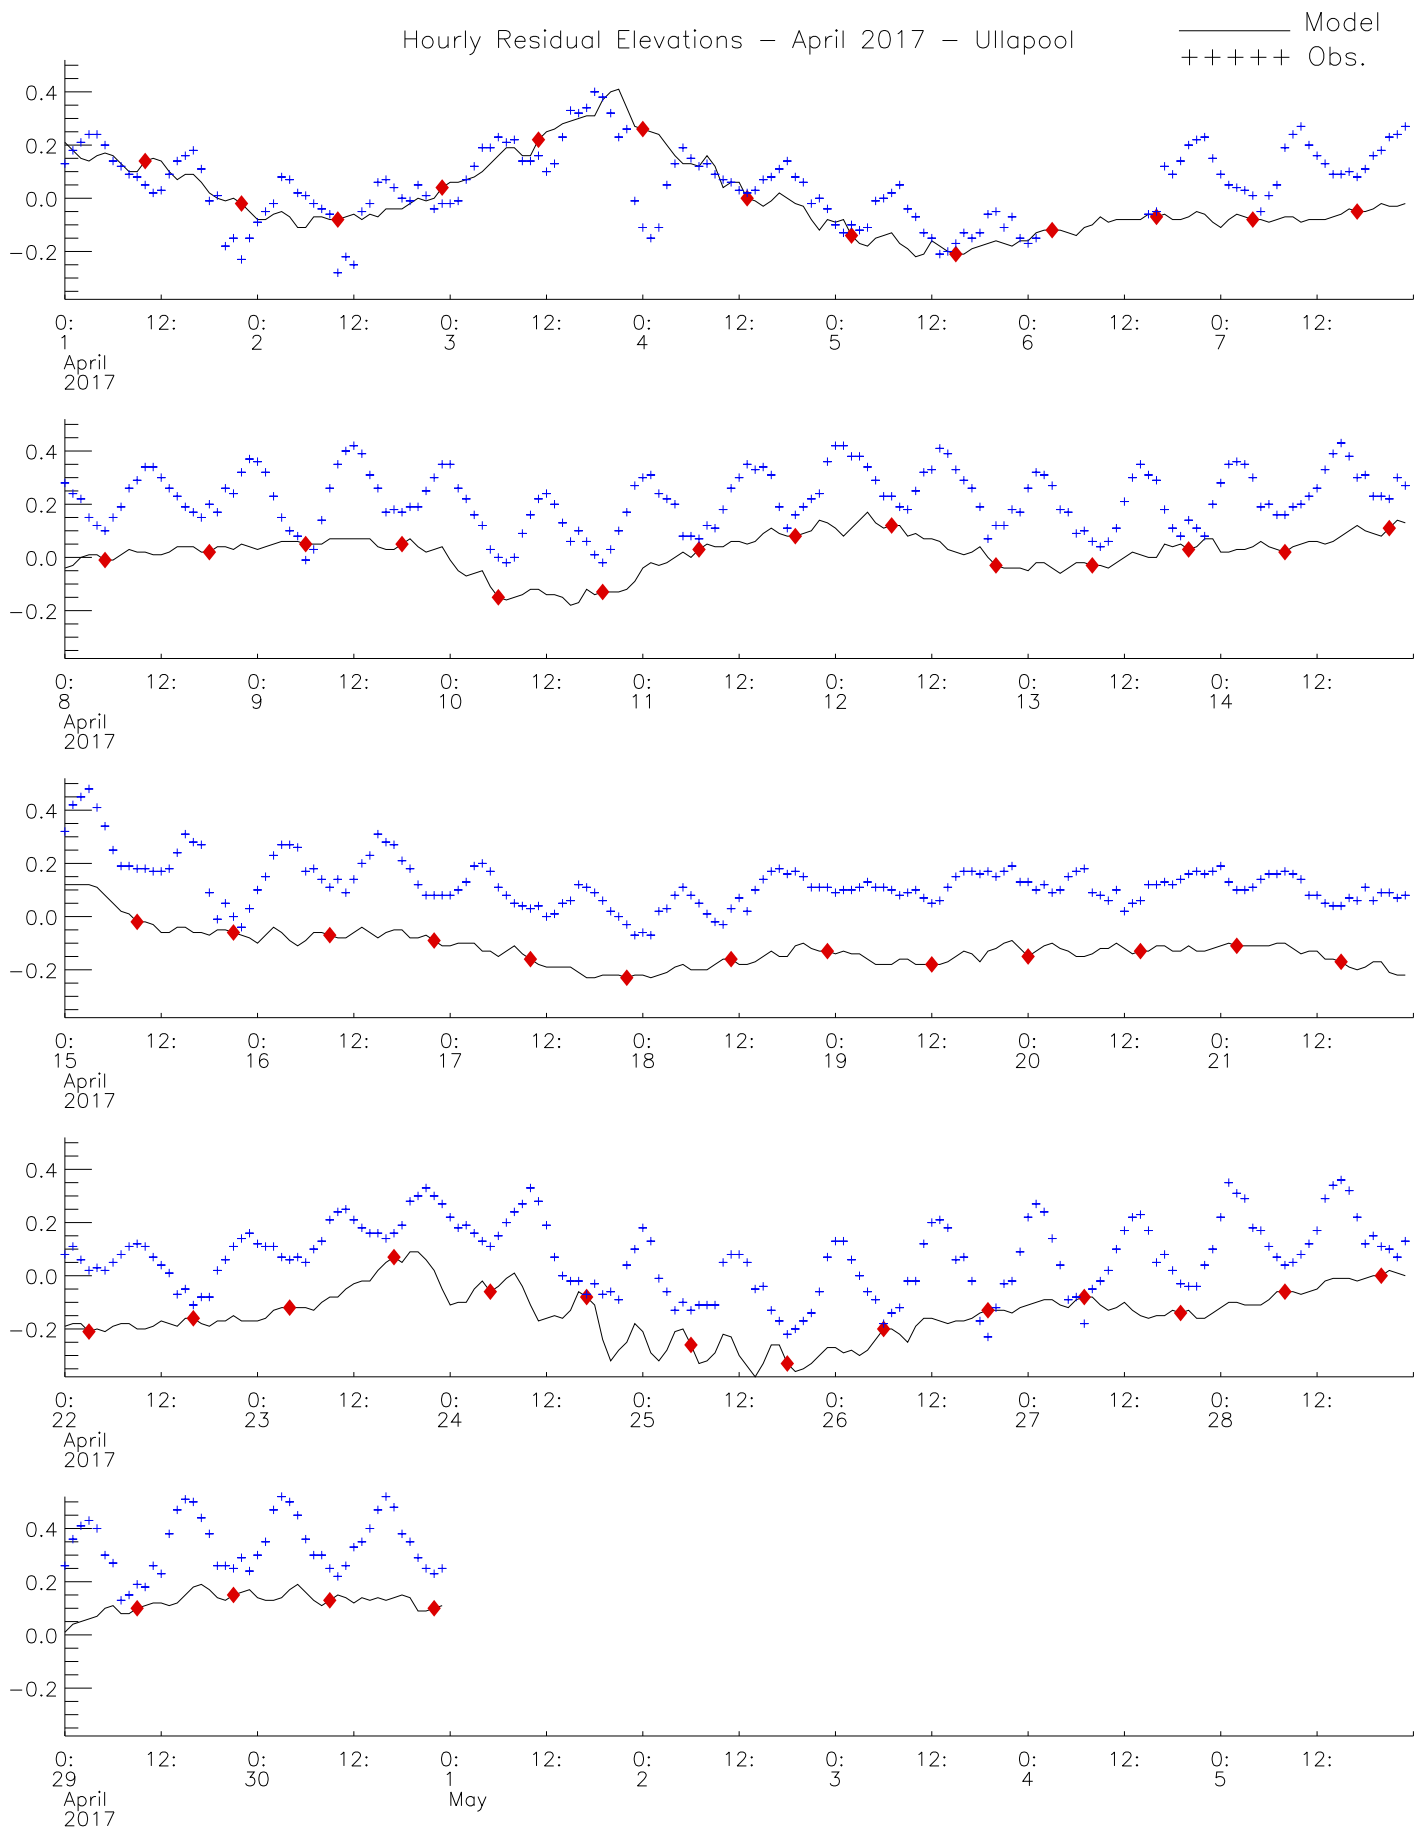 Hourly Residual Elevations – April 2017 – Ullapool
Model
+++++ Obs.
0.4
0.2
0.0
−0.2
0: 12: 0: 12: 0: 12: 0: 12: 0: 12: 0: 12: 0: 12:
1 2 3 4 5 6 7
April
2017
0.4
0.2
0.0
−0.2
0: 12: 0: 12: 0: 12: 0: 12: 0: 12: 0: 12: 0: 12:
8 9 10 11 12 13 14
April
2017
0.4
0.2
0.0
−0.2
0: 12: 0: 12: 0: 12: 0: 12: 0: 12: 0: 12: 0: 12:
15 16 17 18 19 20 21
April
2017
0.4
0.2
0.0
−0.2
0: 12: 0: 12: 0: 12: 0: 12: 0: 12: 0: 12: 0: 12:
22 23 24 25 26 27 28
April
2017
0.4
0.2
0.0
−0.2
0: 12: 0: 12: 0: 12: 0: 12: 0: 12: 0: 12: 0: 12:
29 30 1 2 3 4 5
April May
2017